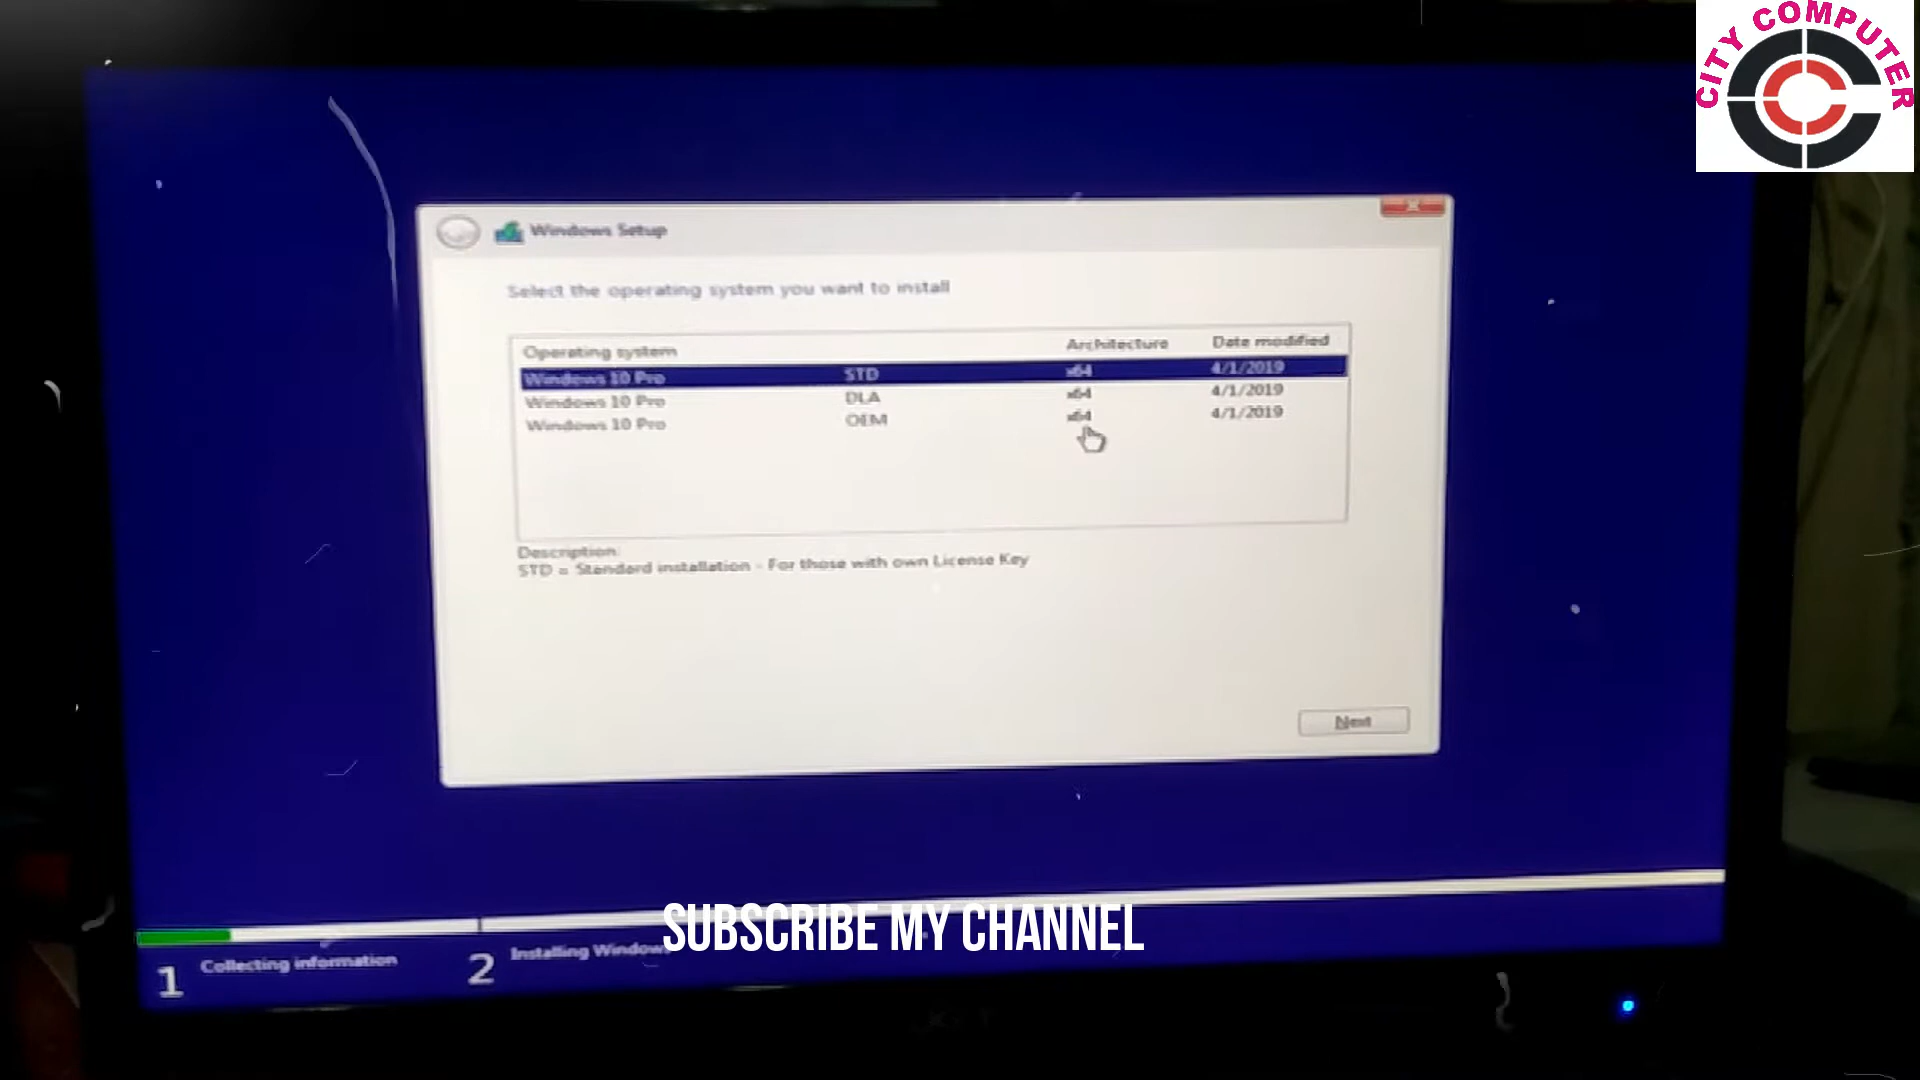 CITY COMPUTER
Windows Setup
Select the operating system you want to install
Operating system Architecture Date modified
Windows 10 Pro STD x64 4/1/2019
Windows 10 Pro DLA x64 4/1/2019
Windows 10 Pro OEM x64 4/1/2019
Description:
STD = Standard installation - For those with own License Key
Next
SUBSCRIBE MY CHANNEL
1 Collecting information 2 Installing Windows